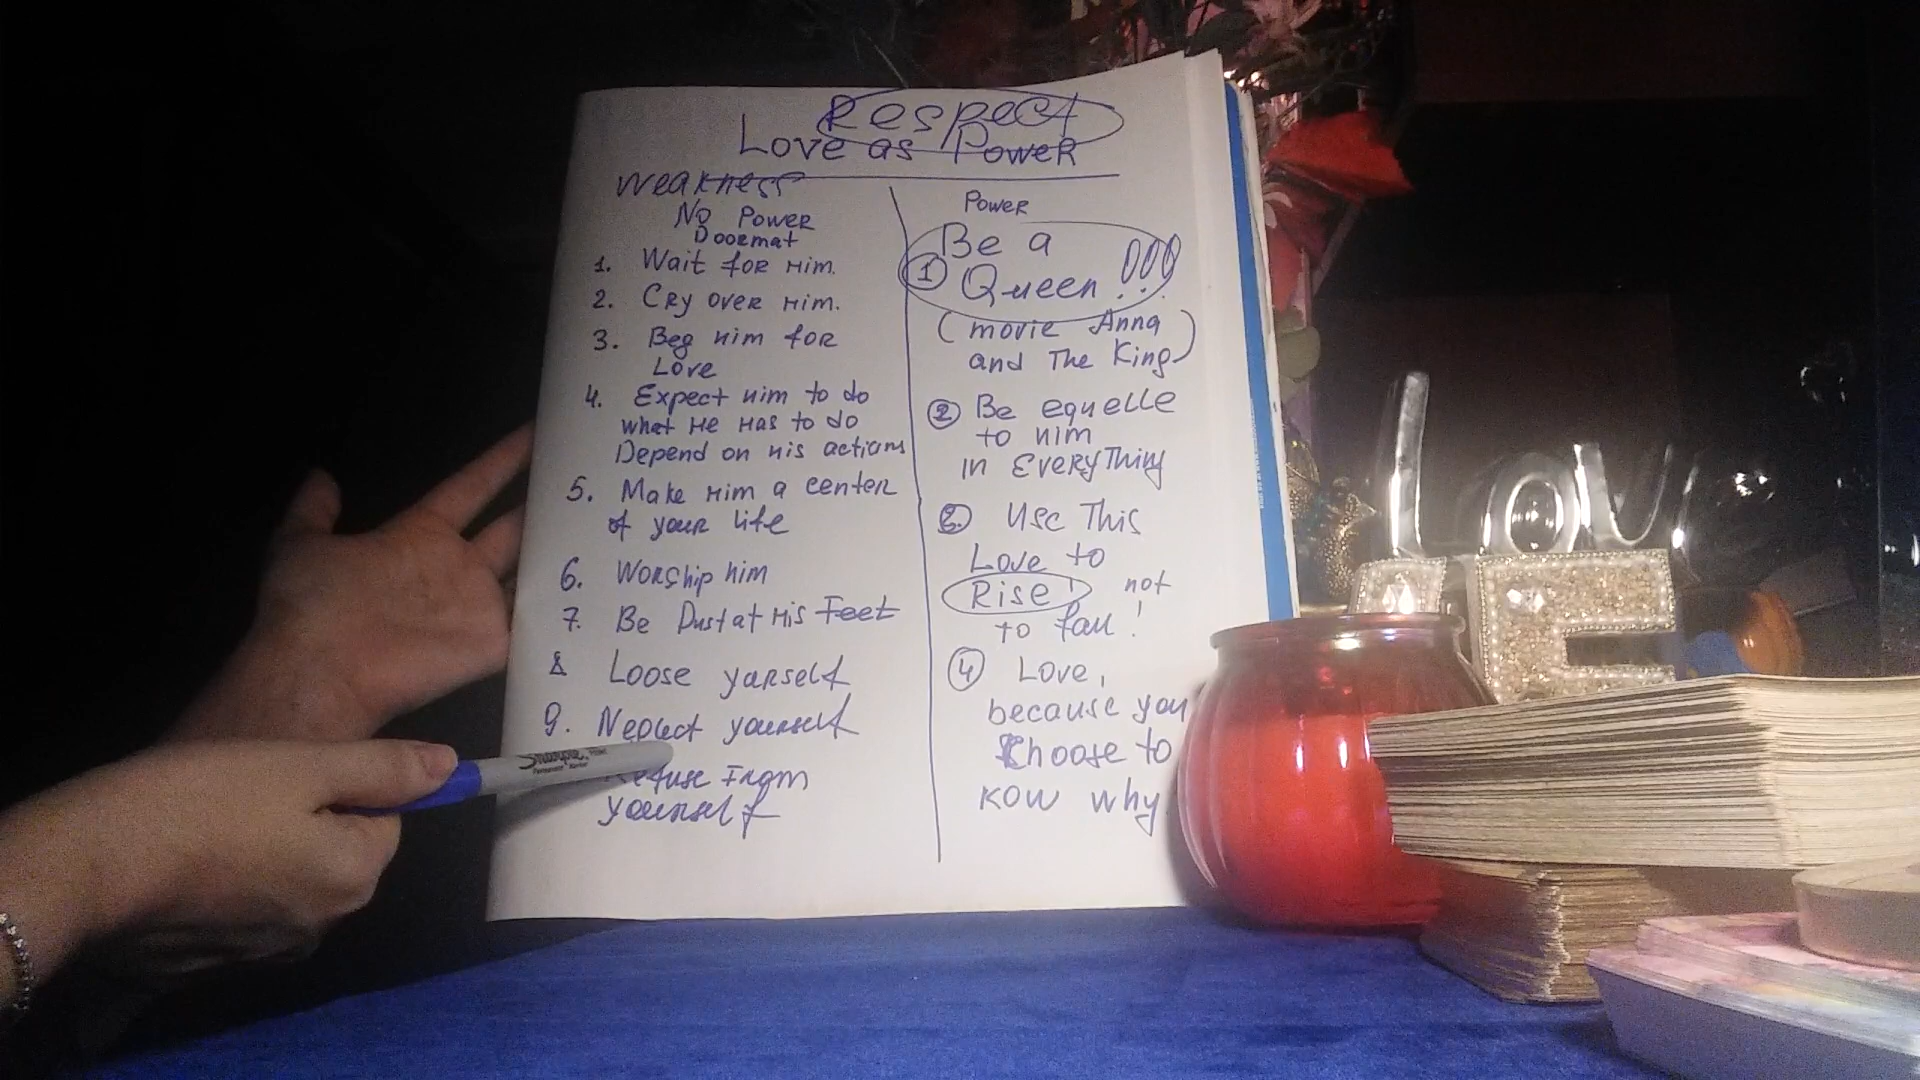 Respect
Love as Power
Weakness
No Power
Doormat
1. Wait for Him.
2. Cry over Him.
3. Beg him for
Love
4. Expect him to do
what He Has to do
Depend on his actions
5. Make Him a center
of your life
6. Worship him
7. Be Dust at His Feet
8 Loose yourself
9. Neglect yourself
From
yourself
Power
Be a
1 Queen!!!
(movie Anna
and The King)
2 Be equelle
to him
in EveryThing
3. Use This
Love to
Rise! not
to fall!
4 Love,
because you
Choose to
kow why
Sharpie.
LOV
E